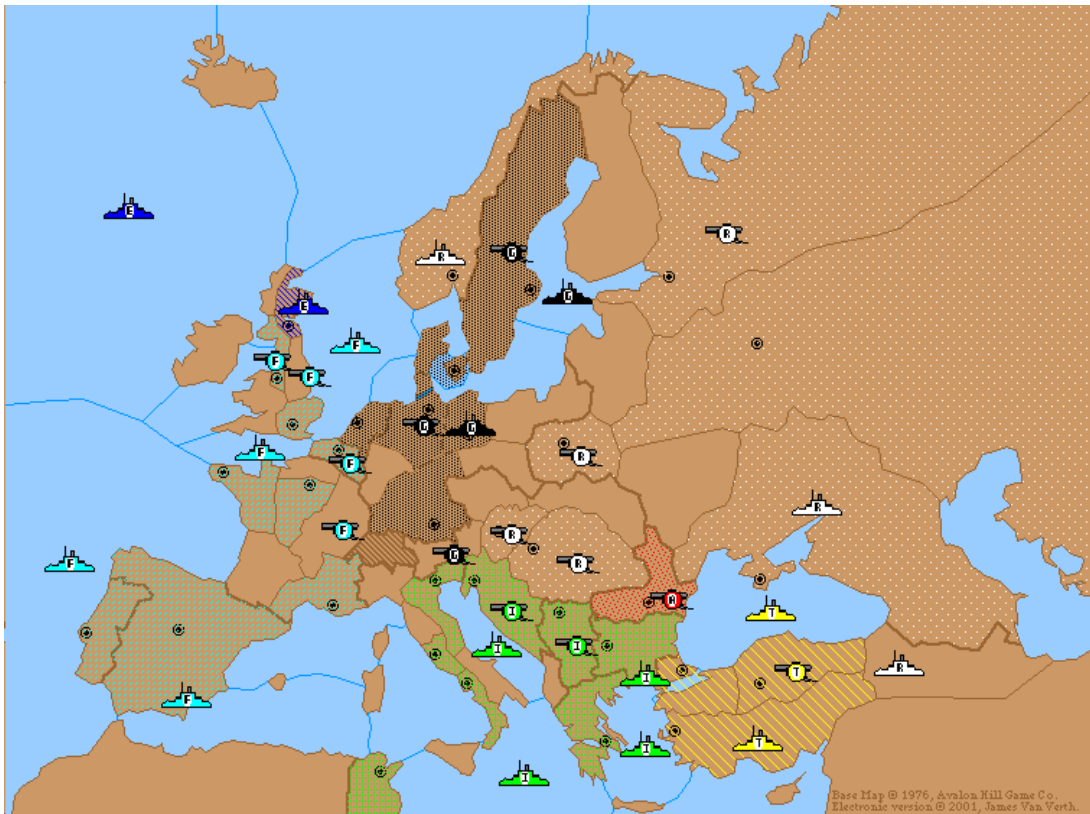 E
R
G
R
G
E
F
F
F
G
G
F
R
F
R
F
R
G
F
R
A
I
T
I
I
R
T
I
F
T
I
I
Base Map © 1976, Avalon Hill Game Co.
Electronic version © 2001, James Van Verth.